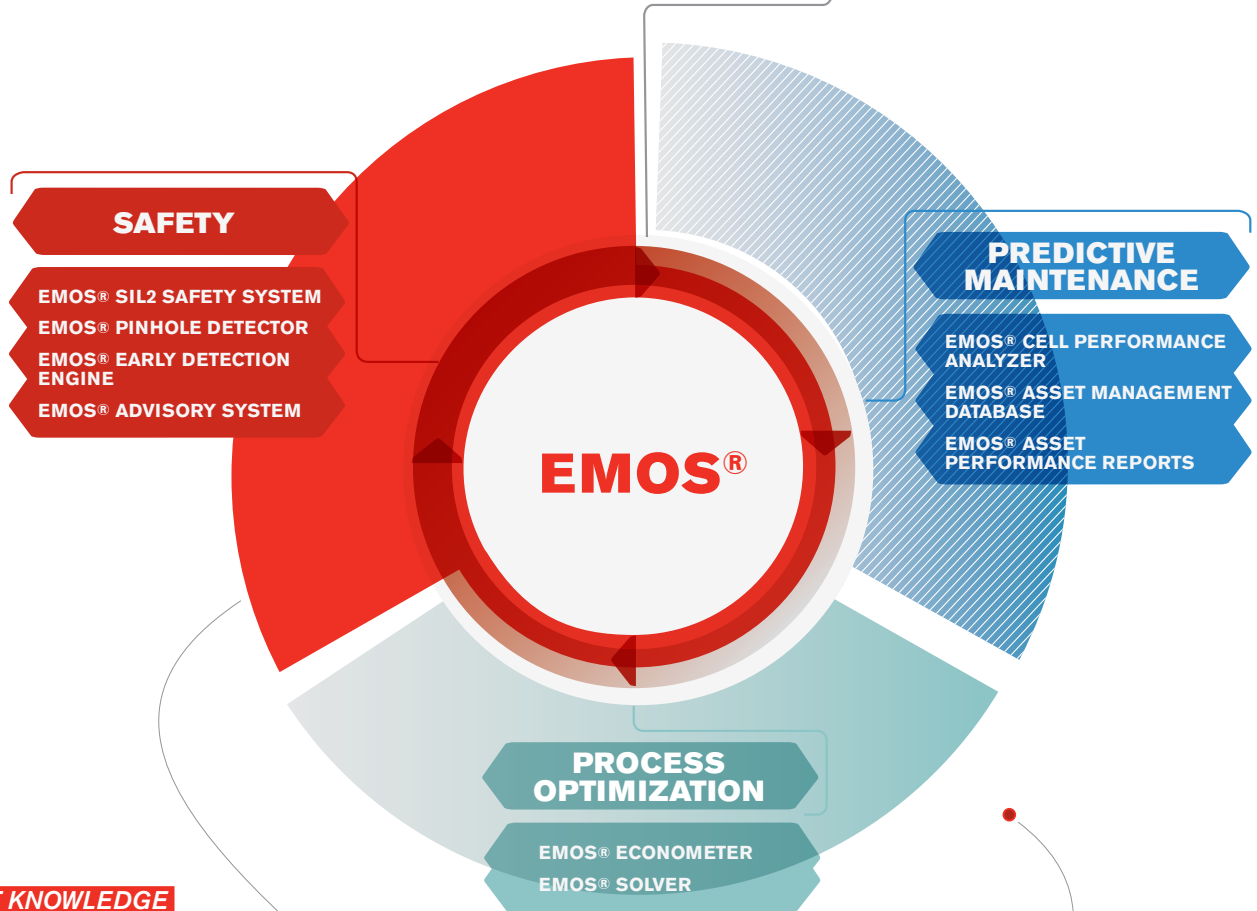 SAFETY
EMOS® SIL2 SAFETY SYSTEM
EMOS® PINHOLE DETECTOR
EMOS® EARLY DETECTION
ENGINE
EMOS® ADVISORY SYSTEM
PREDICTIVE
MAINTENANCE
EMOS® CELL PERFORMANCE
ANALYZER
EMOS® ASSET MANAGEMENT
DATABASE
EMOS® ASSET
PERFORMANCE REPORTS
EMOS®
PROCESS
OPTIMIZATION
EMOS® ECONOMETER
EMOS® SOLVER
KNOWLEDGE